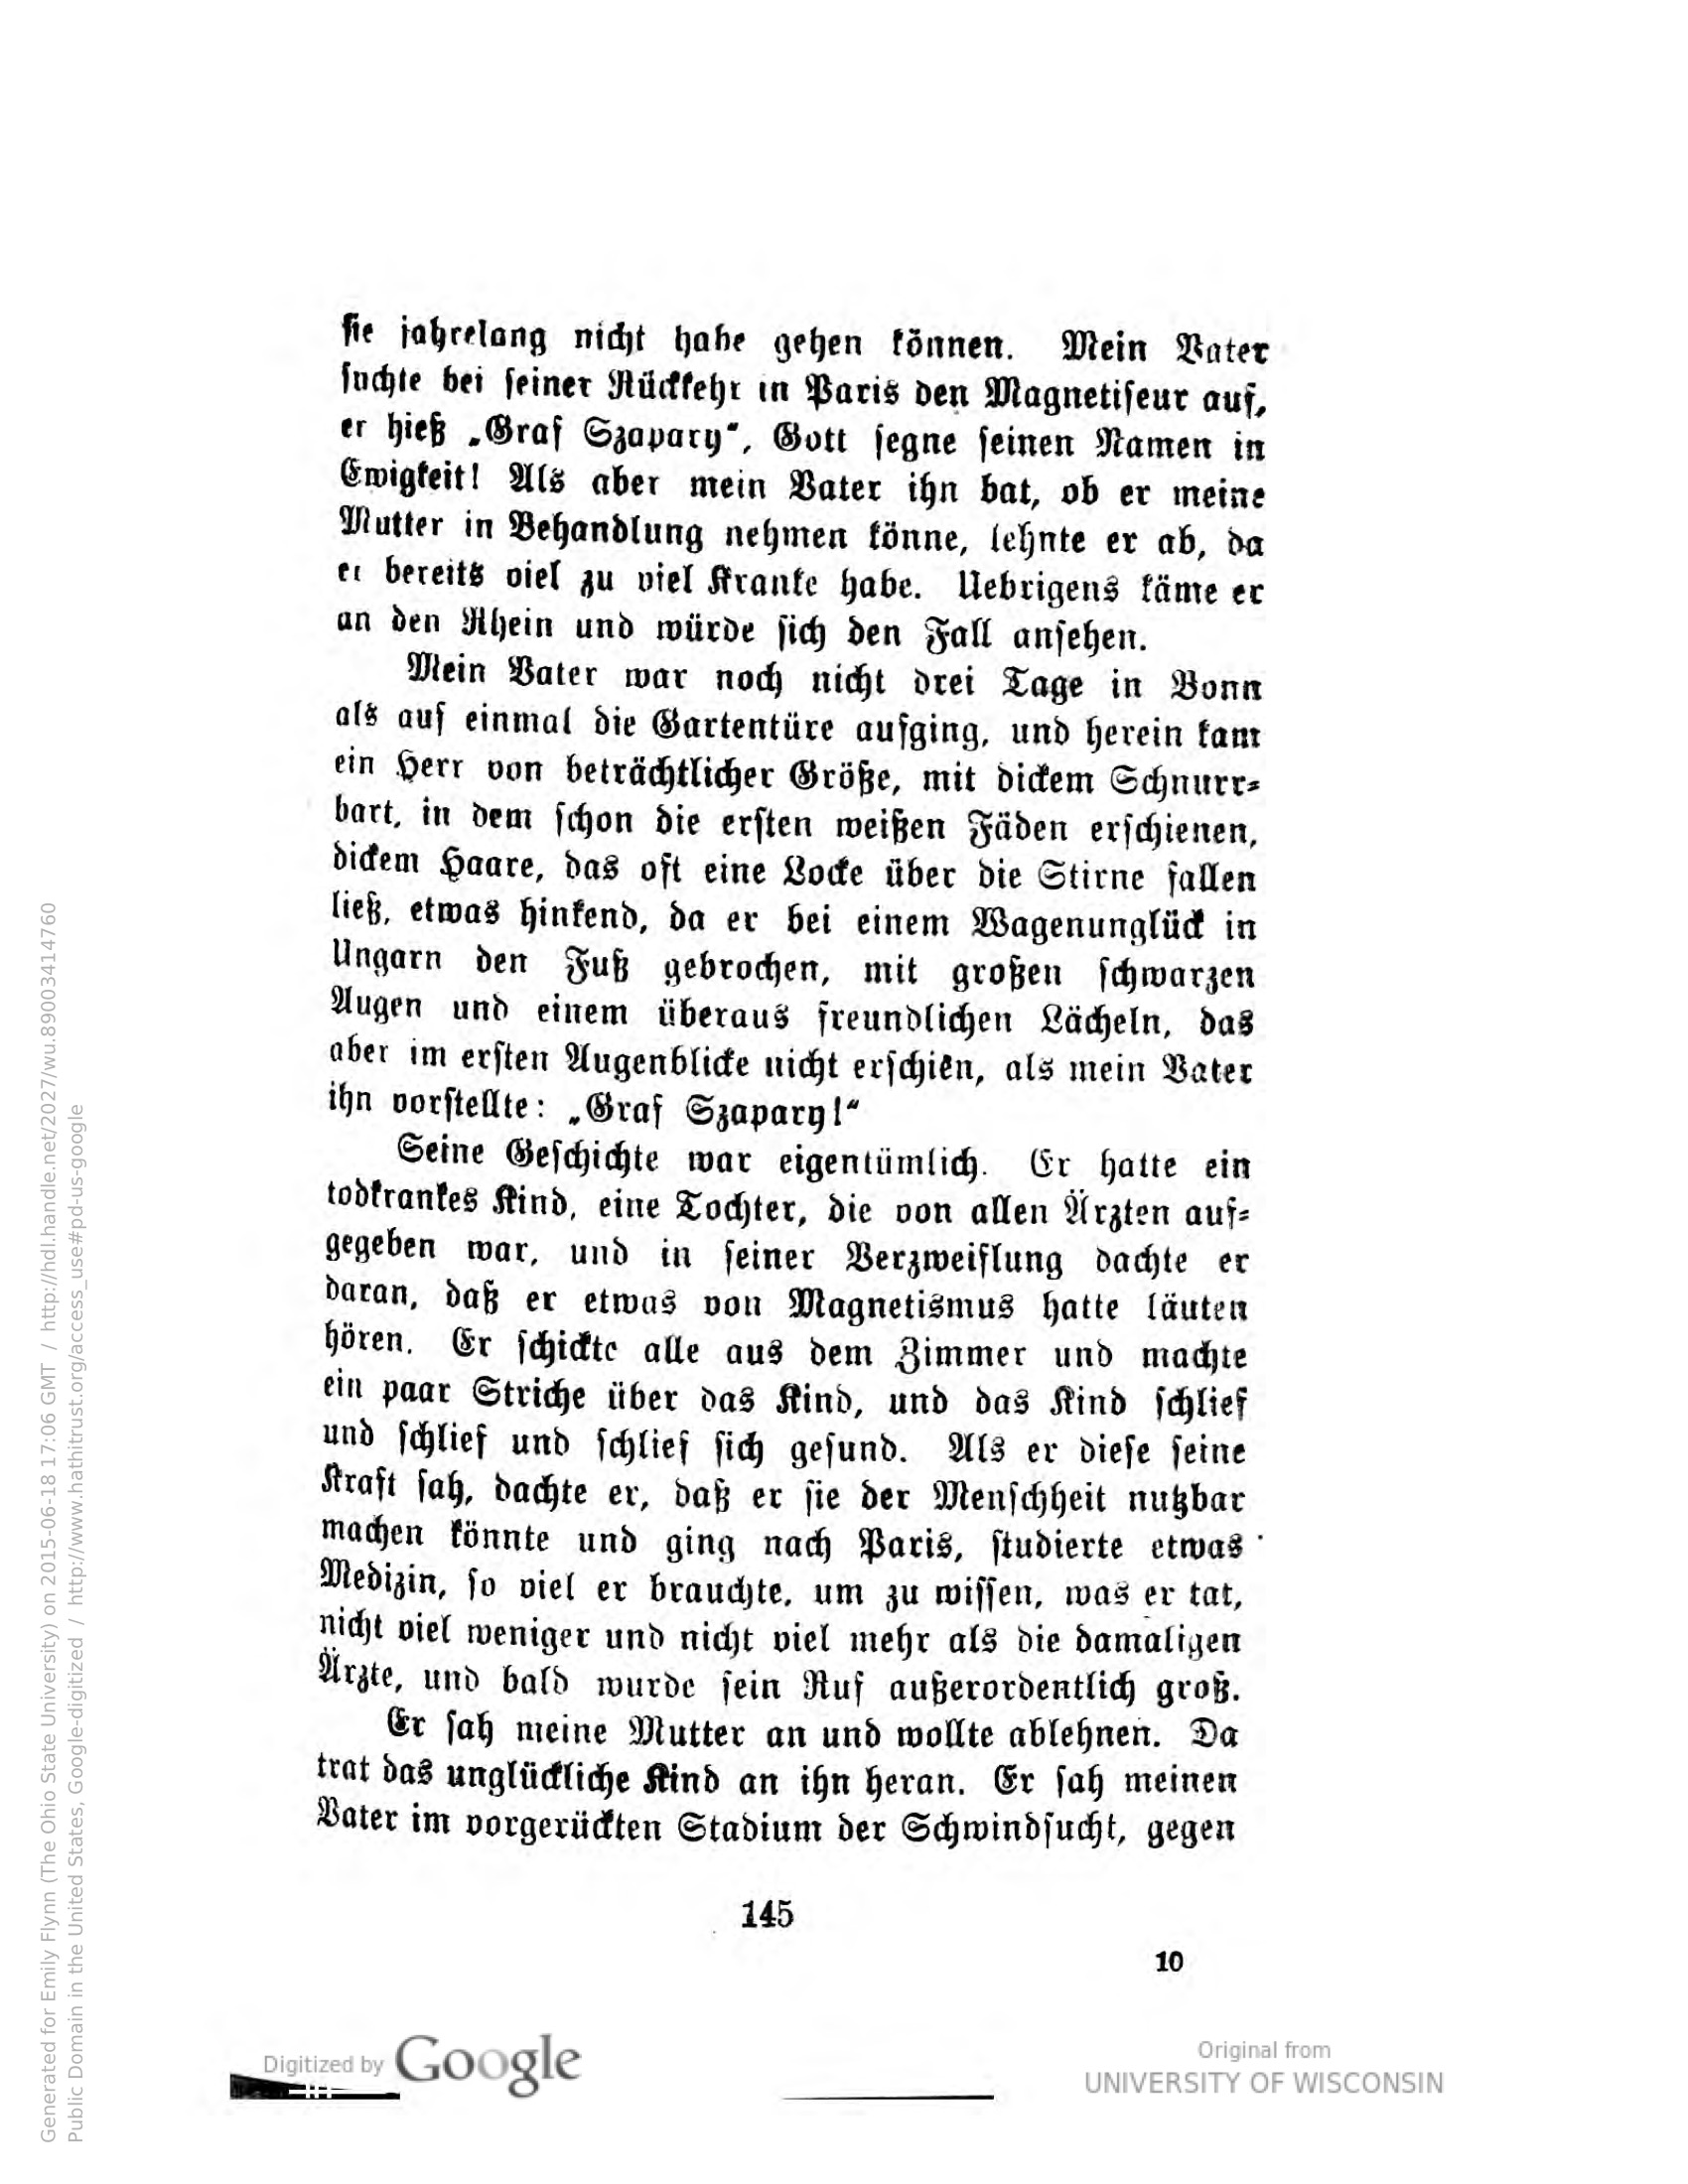 sie jahrelang nicht habe gehen können. Mein Vater
suchte bei seiner Rückkehr in Paris den Magnetiseur auf,
er hieß „Graf Szapary“, Gott segne seinen Namen in
Ewigkeit! Als aber mein Vater ihn bat, ob er meine
Mutter in Behandlung nehmen könne, lehnte er ab, da
er bereits viel zu viel Kranke habe. Uebrigens käme er
an den Rhein und würde sich den Fall ansehen.
Mein Vater war noch nicht drei Tage in Bonn
als auf einmal die Gartentüre aufging, und herein kam
ein Herr von beträchtlicher Größe, mit dickem Schnurr-
bart, in dem schon die ersten weißen Fäden erschienen,
dickem Haare, das oft eine Locke über die Stirne fallen
ließ, etwas hinkend, da er bei einem Wagenunglück in
Ungarn den Fuß gebrochen, mit großen schwarzen
Augen und einem überaus freundlichen Lächeln, das
aber im ersten Augenblicke nicht erschien, als mein Vater
ihn vorstellte: „Graf Szapary!“
Seine Geschichte war eigentümlich. Er hatte ein
todkrankes Kind, eine Tochter, die von allen Ärzten auf-
gegeben war, und in seiner Verzweiflung dachte er
daran, daß er etwas von Magnetismus hatte läuten
hören. Er schickte alle aus dem Zimmer und machte
ein paar Striche über das Kind, und das Kind schlief
und schlief und schlief sich gesund. Als er diese seine
Kraft sah, dachte er, daß er sie der Menschheit nutzbar
machen könnte und ging nach Paris, studierte etwas
Medizin, so viel er brauchte, um zu wissen, was er tat,
nicht viel weniger und nicht viel mehr als die damaligen
Ärzte, und bald wurde sein Ruf außerordentlich groß.
Er sah meine Mutter an und wollte ablehnen. Da
trat das unglückliche Kind an ihn heran. Er sah meinen
Vater im vorgerückten Stadium der Schwindsucht, gegen
145
10
Digitized by Google
Original from
UNIVERSITY OF WISCONSIN
Generated for Emily Flynn (The Ohio State University) on 2015-06-18 17:06 GMT / http://hdl.handle.net/2027/wu.89003414760
Public Domain in the United States, Google-digitized / http://www.hathitrust.org/access_use#pd-us-google